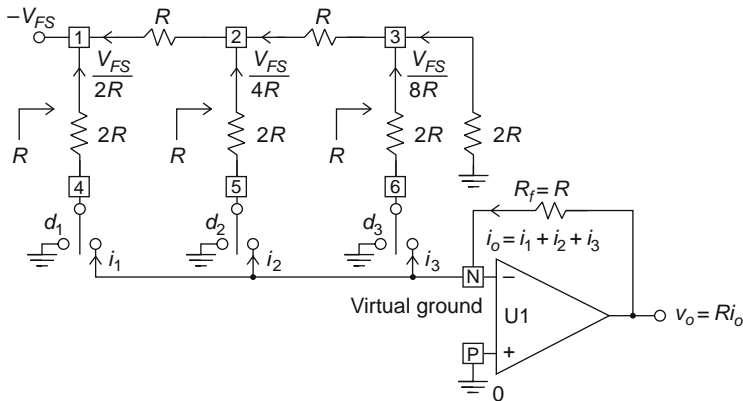 −V_FS
1
R
2
R
3
V_FS/2R
V_FS/4R
V_FS/8R
R
2R
R
2R
R
2R
2R
4
5
6
R_f = R
d_1
d_2
d_3
i_o = i_1 + i_2 + i_3
i_1
i_2
i_3
N
−
Virtual ground
U1
v_o = Ri_o
P
+
0